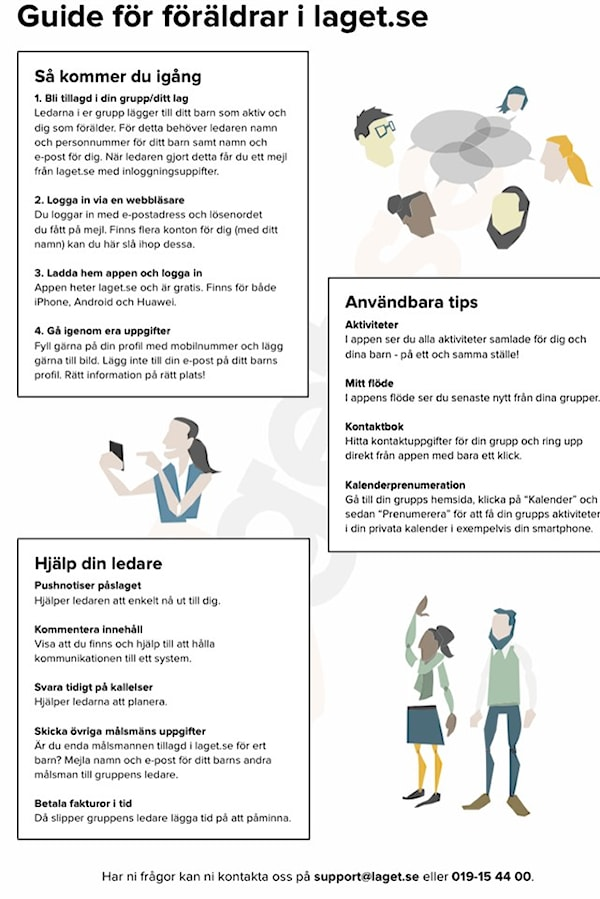 Guide för föräldrar i laget.se
Så kommer du igång
1. Bli tillagd i din grupp/ditt lag
Ledarna i er grupp lägger till ditt barn som aktiv och
dig som förälder. För detta behöver ledaren namn
och personnummer för ditt barn samt namn och
e-post för dig. När ledaren gjort detta får du ett mejl
från laget.se med inloggningsuppifter.
2. Logga in via en webbläsare
Du loggar in med e-postadress och lösenordet
du fått på mejl. Finns flera konton för dig (med ditt
namn) kan du här slå ihop dessa.
3. Ladda hem appen och logga in
Appen heter laget.se och är gratis. Finns för både
iPhone, Android och Huawei.
4. Gå igenom era uppgifter
Fyll gärna på din profil med mobilnummer och lägg
gärna till bild. Lägg inte till din e-post på ditt barns
profil. Rätt information på rätt plats!
Användbara tips
Aktiviteter
I appen ser du alla aktiviteter samlade för dig och
dina barn - på ett och samma ställe!
Mitt flöde
I appens flöde ser du senaste nytt från dina grupper.
Kontaktbok
Hitta kontaktuppgifter för din grupp och ring upp
direkt från appen med bara ett klick.
Kalenderprenumeration
Gå till din grupps hemsida, klicka på “Kalender” och
sedan “Prenumerera” för att få din grupps aktiviteter
i din privata kalender i exempelvis din smartphone.
Hjälp din ledare
Pushnotiser påslaget
Hjälper ledaren att enkelt nå ut till dig.
Kommentera innehåll
Visa att du finns och hjälp till att hålla
kommunikationen till ett system.
Svara tidigt på kallelser
Hjälper ledarna att planera.
Skicka övriga målsmäns uppgifter
Är du enda målsmannen tillagd i laget.se för ert
barn? Mejla namn och e-post för ditt barns andra
målsman till gruppens ledare.
Betala fakturor i tid
Då slipper gruppens ledare lägga tid på att påminna.
Har ni frågor kan ni kontakta oss på support@laget.se eller 019-15 44 00.